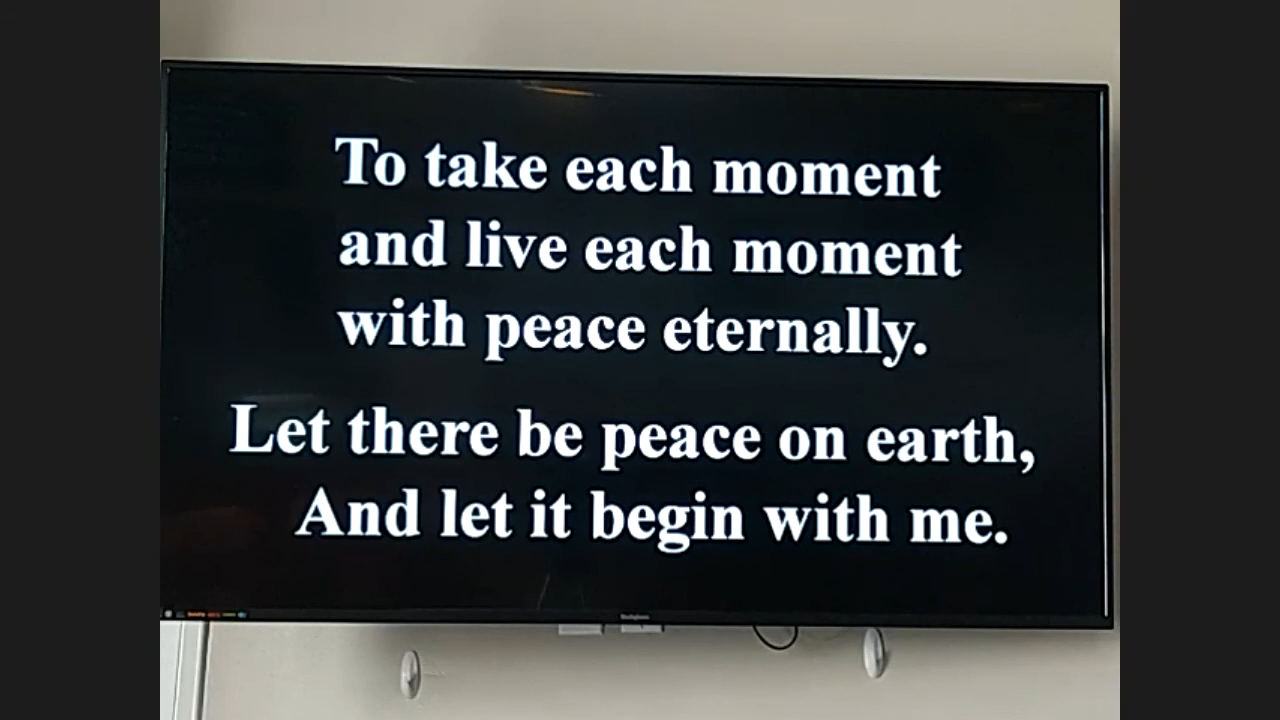 To take each moment
and live each moment
with peace eternally.
Let there be peace on earth,
And let it begin with me.